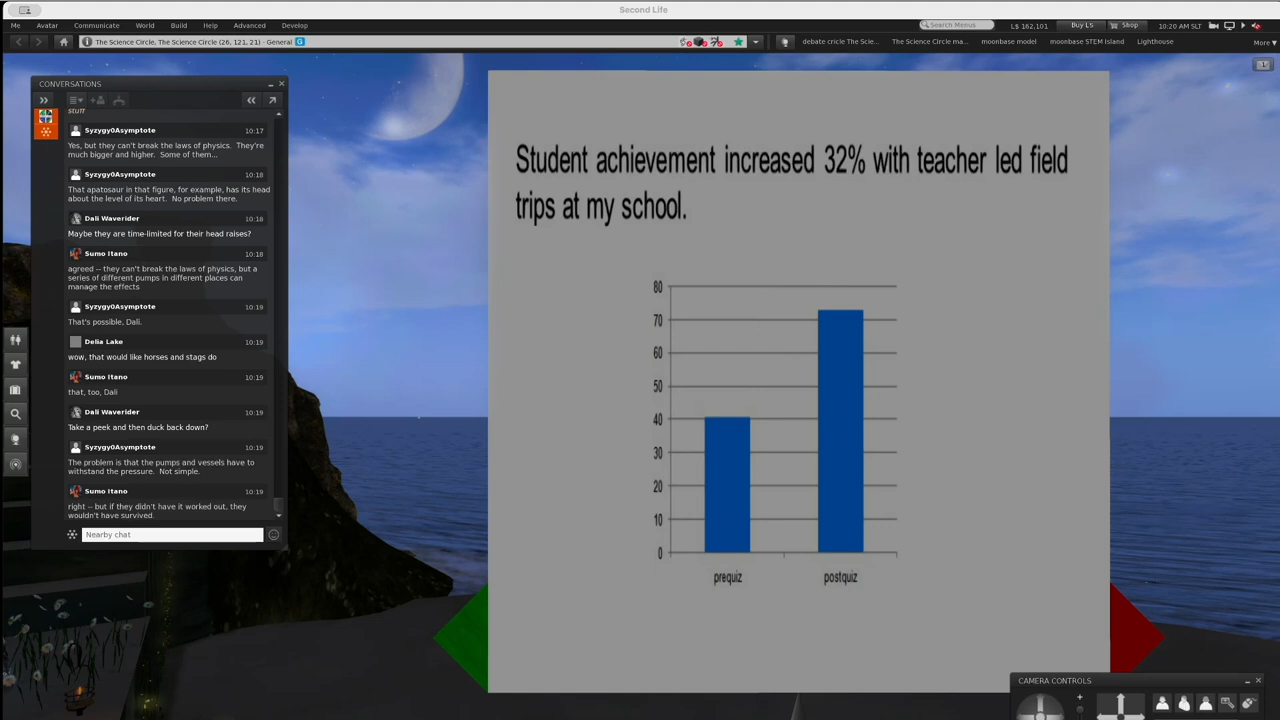 Second Life
Me Avatar Communicate World Build Help Advanced Develop
Search Menus L$ 162,101 Buy L$ Shop 10:20 AM SLT
The Science Circle, The Science Circle (26, 121, 21) - General G
debate cricle The Scie... The Science Circle ma... moonbase model moonbase STEM Island Lighthouse
More ▾
CONVERSATIONS
stuff
Syzygy0Asymptote 10:17
Yes, but they can't break the laws of physics. They're
much bigger and higher. Some of them...
Syzygy0Asymptote 10:18
That apatosaur in that figure, for example, has its head
about the level of its heart. No problem there.
Dali Waverider 10:18
Maybe they are time-limited for their head raises?
Sumo Itano 10:18
agreed -- they can't break the laws of physics, but a
series of different pumps in different places can
manage the effects
Syzygy0Asymptote 10:19
That's possible, Dali.
Delia Lake 10:19
wow, that would like horses and stags do
Sumo Itano 10:19
that, too, Dali
Dali Waverider 10:19
Take a peek and then duck back down?
Syzygy0Asymptote 10:19
The problem is that the pumps and vessels have to
withstand the pressure. Not simple.
Sumo Itano 10:19
right -- but if they didn't have it worked out, they
wouldn't have survived.
Nearby chat
Student achievement increased 32% with teacher led field
trips at my school.
80
70
60
50
40
30
20
10
0
prequiz postquiz
CAMERA CONTROLS